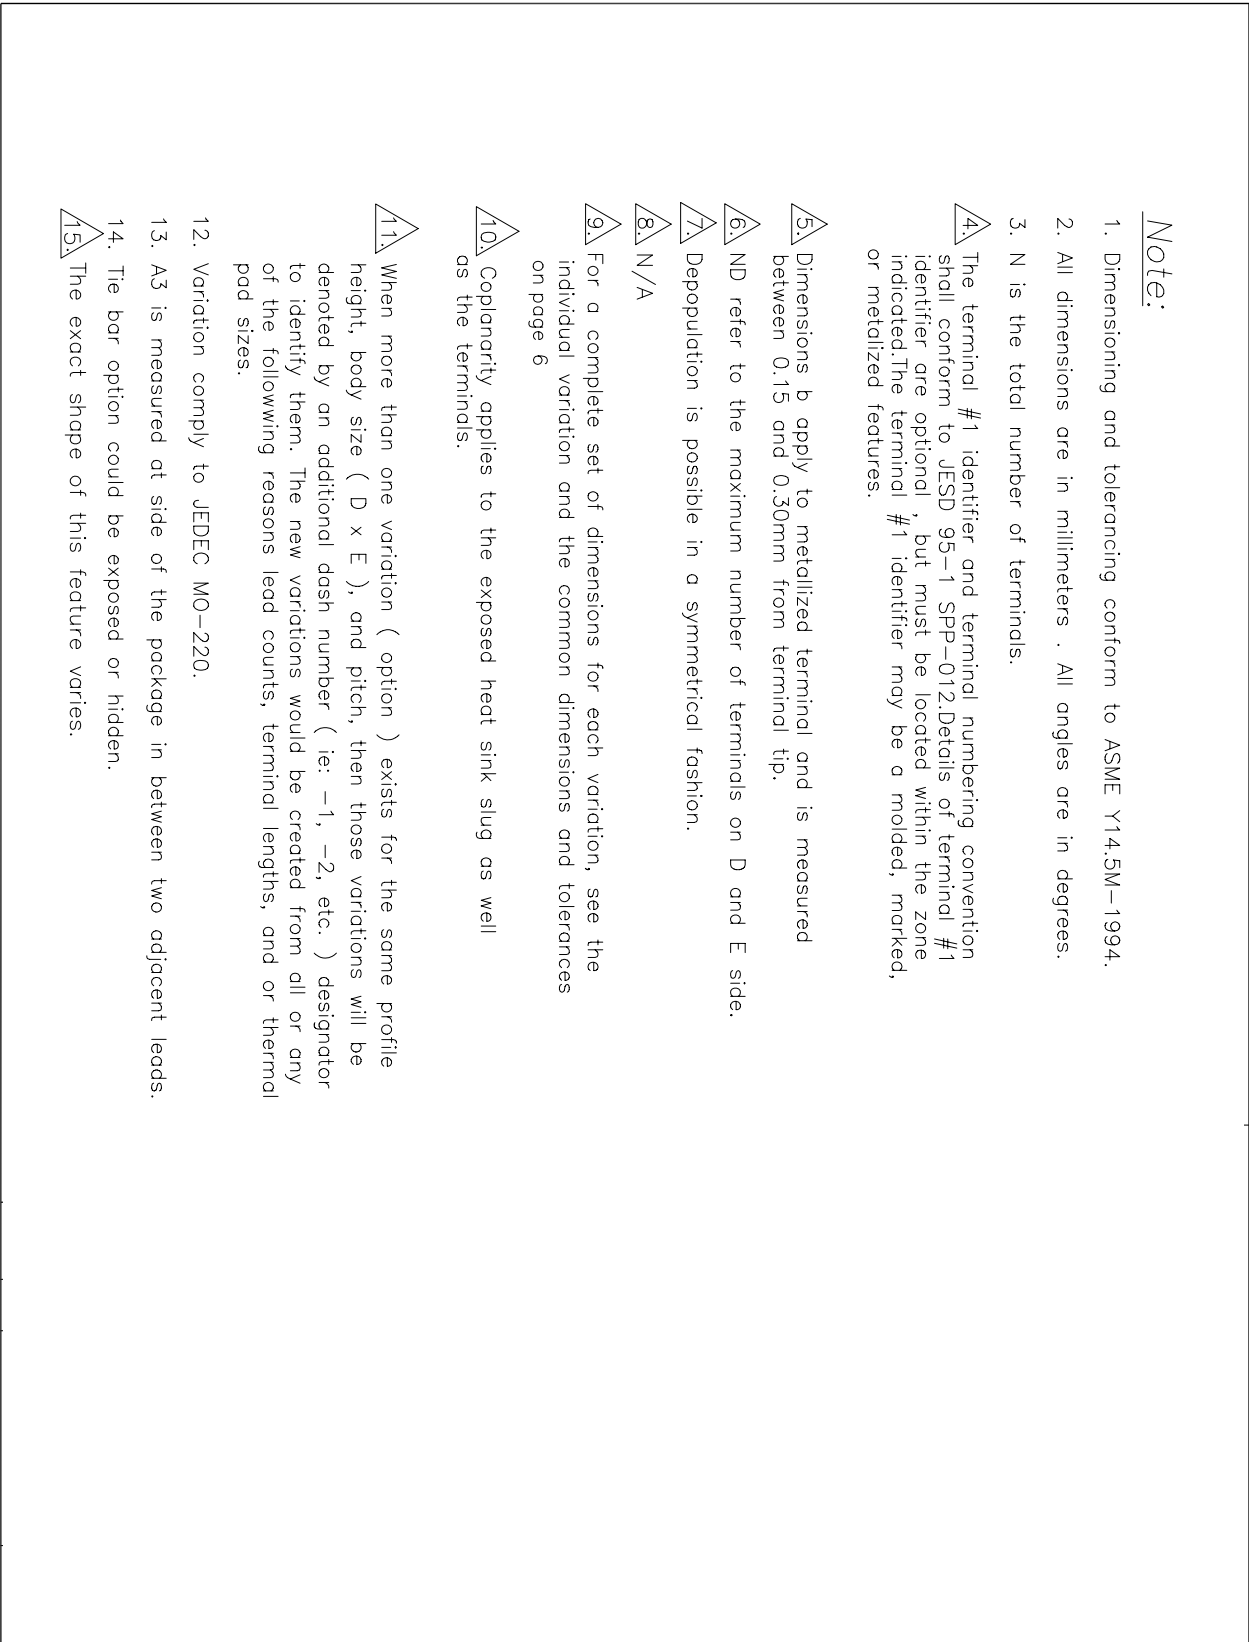 Note:
1. Dimensioning and tolerancing conform to ASME Y14.5M-1994.
2. All dimensions are in millimeters . All angles are in degrees.
3. N is the total number of terminals.
4. The terminal #1 identifier and terminal numbering convention
shall conform to JESD 95-1 SPP-012.Details of terminal #1
identifier are optional , but must be located within the zone
indicated.The terminal #1 identifier may be a molded, marked,
or metalized features.
5. Dimensions b apply to metallized terminal and is measured
between 0.15 and 0.30mm from terminal tip.
6. ND refer to the maximum number of terminals on D and E side.
7. Depopulation is possible in a symmetrical fashion.
8. N/A
9. For a complete set of dimensions for each variation, see the
individual variation and the common dimensions and tolerances
on page 6
10. Coplanarity applies to the exposed heat sink slug as well
as the terminals.
11. When more than one variation ( option ) exists for the same profile
height, body size ( D x E ), and pitch, then those variations will be
denoted by an additional dash number ( ie: -1, -2, etc. ) designator
to identify them. The new variations would be created from all or any
of the followwing reasons lead counts, terminal lengths, and or thermal
pad sizes.
12. Variation comply to JEDEC MO-220.
13. A3 is measured at side of the package in between two adjacent leads.
14. Tie bar option could be exposed or hidden.
15. The exact shape of this feature varies.